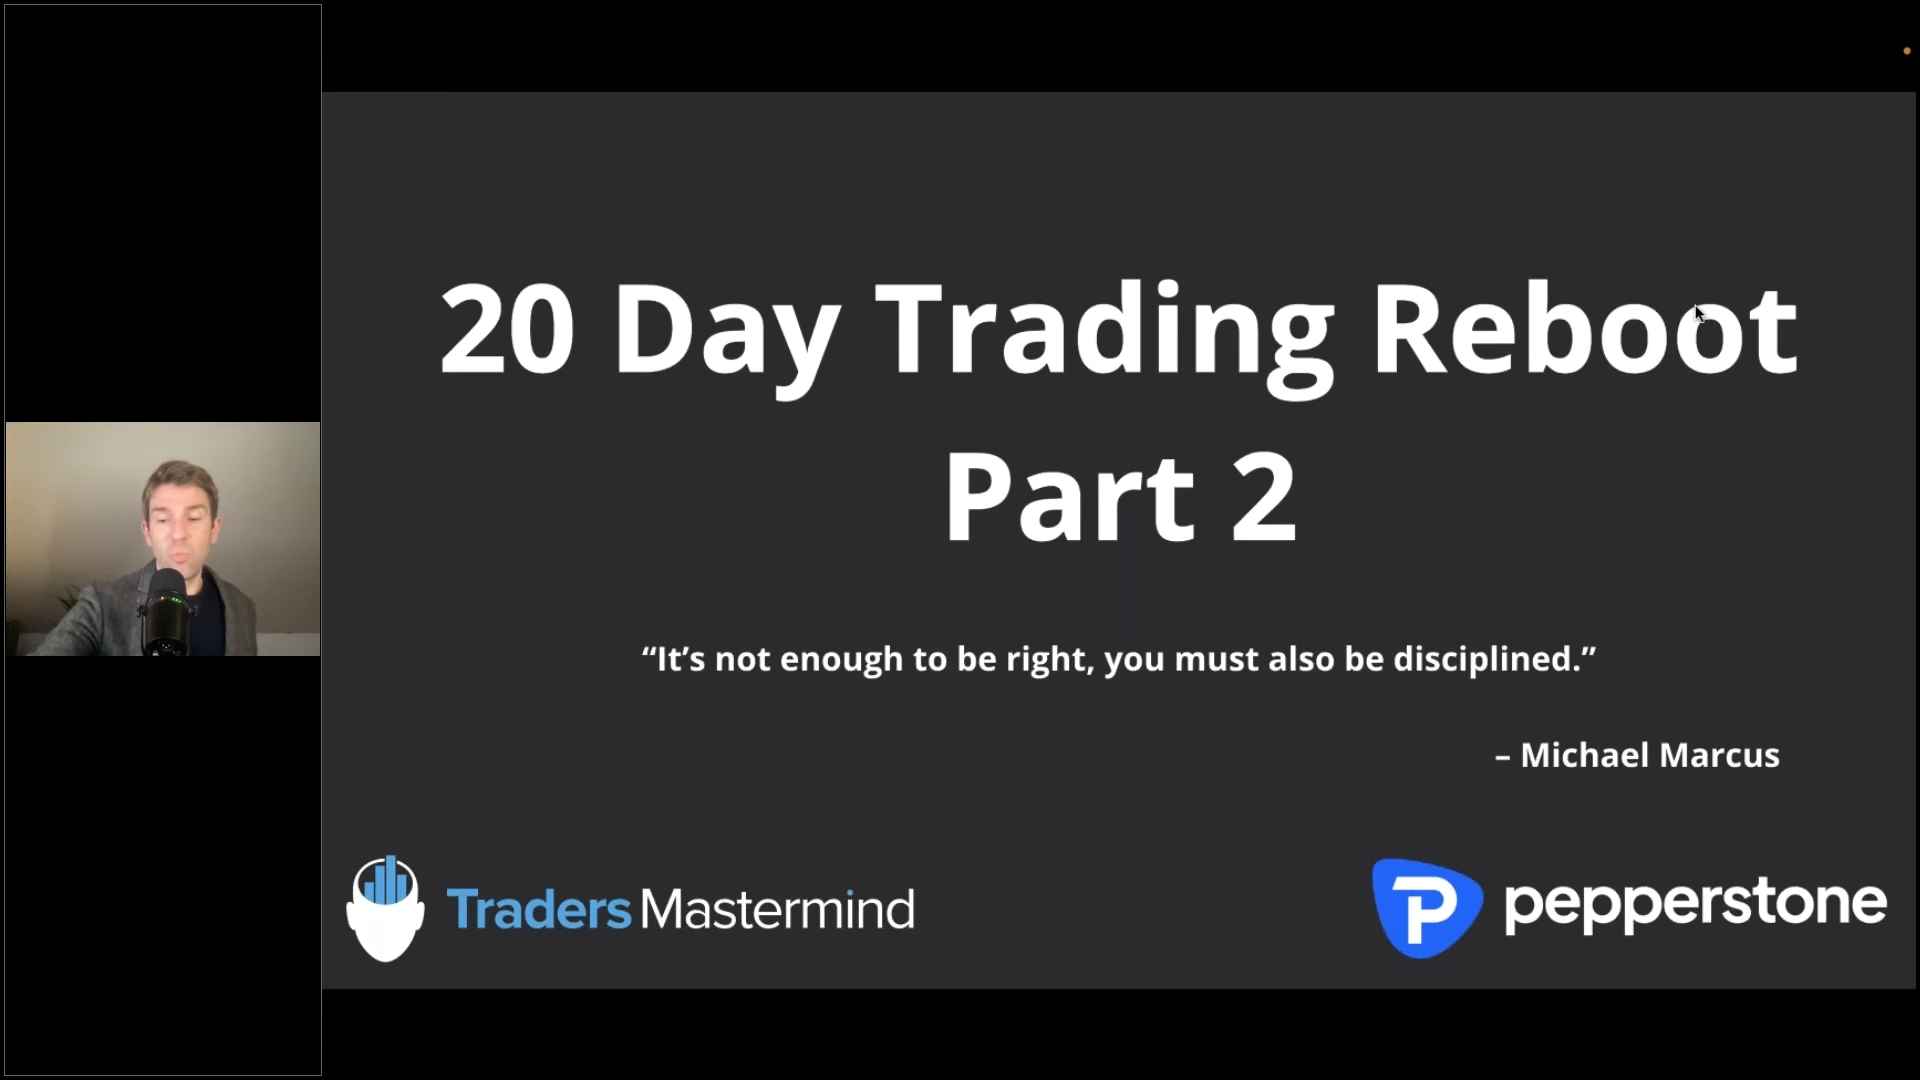 20 Day Trading Reboot
Part 2
“It’s not enough to be right, you must also be disciplined.”
– Michael Marcus
TradersMastermind
pepperstone